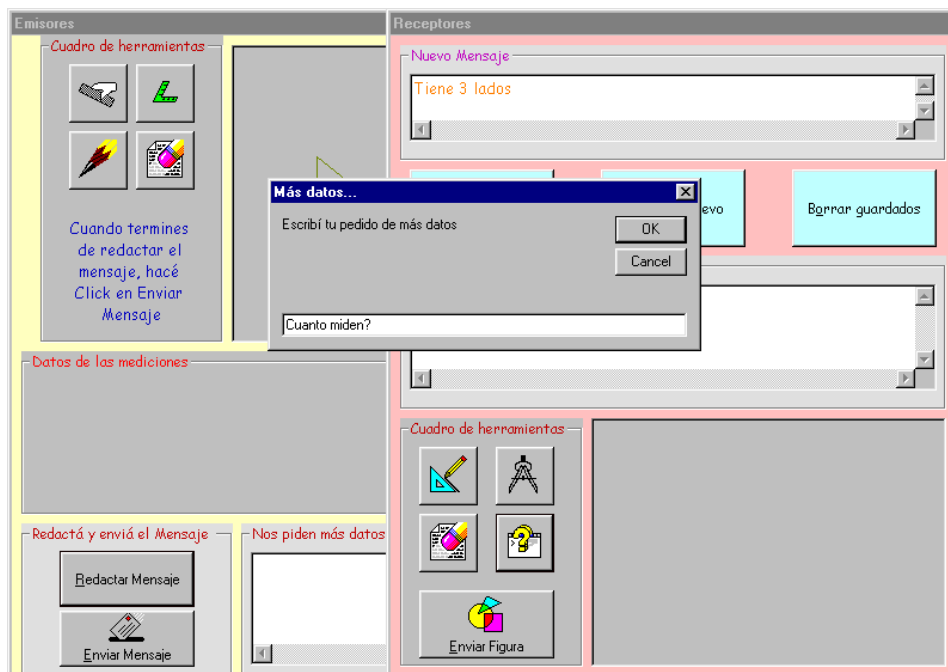 Emisores
Cuadro de herramientas
Cuando termines
de redactar el
mensaje, hacé
Click en Enviar
Mensaje
Datos de las mediciones
Redactá y enviá el Mensaje
Redactar Mensaje
Enviar Mensaje
Nos piden más datos
Receptores
Nuevo Mensaje
Tiene 3 lados
evo
Borrar guardados
Más datos...
Escribí tu pedido de más datos
OK
Cancel
Cuanto miden?
Cuadro de herramientas
Enviar Figura